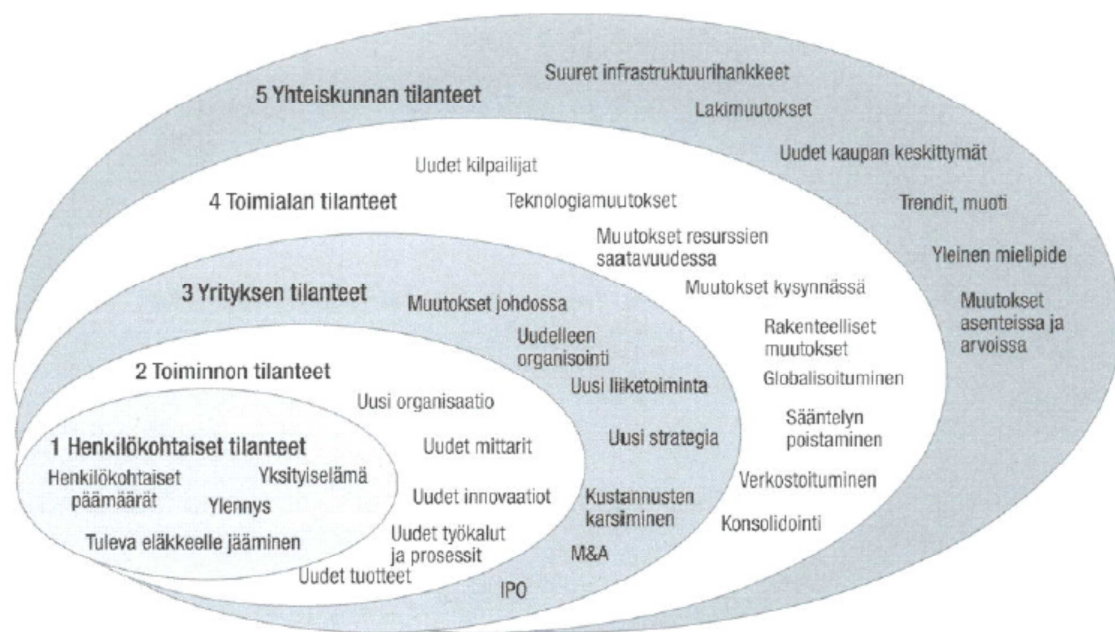 5 Yhteiskunnan tilanteet
Suuret infrastruktuurihankkeet
Lakimuutokset
Uudet kaupan keskittymät
Trendit, muoti
Yleinen mielipide
Muutokset
asenteissa ja
arvoissa
4 Toimialan tilanteet
Uudet kilpailijat
Teknologiamuutokset
Muutokset resurssien
saatavuudessa
Muutokset kysynnässä
Rakenteelliset
muutokset
Globalisoituminen
Sääntelyn
poistaminen
Verkostoituminen
Konsolidointi
3 Yrityksen tilanteet
Muutokset johdossa
Uudelleen
organisointi
Uusi liiketoiminta
Uusi strategia
Kustannusten
karsiminen
M&A
IPO
2 Toiminnon tilanteet
Uusi organisaatio
Uudet mittarit
Uudet innovaatiot
Uudet työkalut
ja prosessit
Uudet tuotteet
1 Henkilökohtaiset tilanteet
Henkilökohtaiset
päämäärät
Yksityiselämä
Ylennys
Tuleva eläkkeelle jääminen